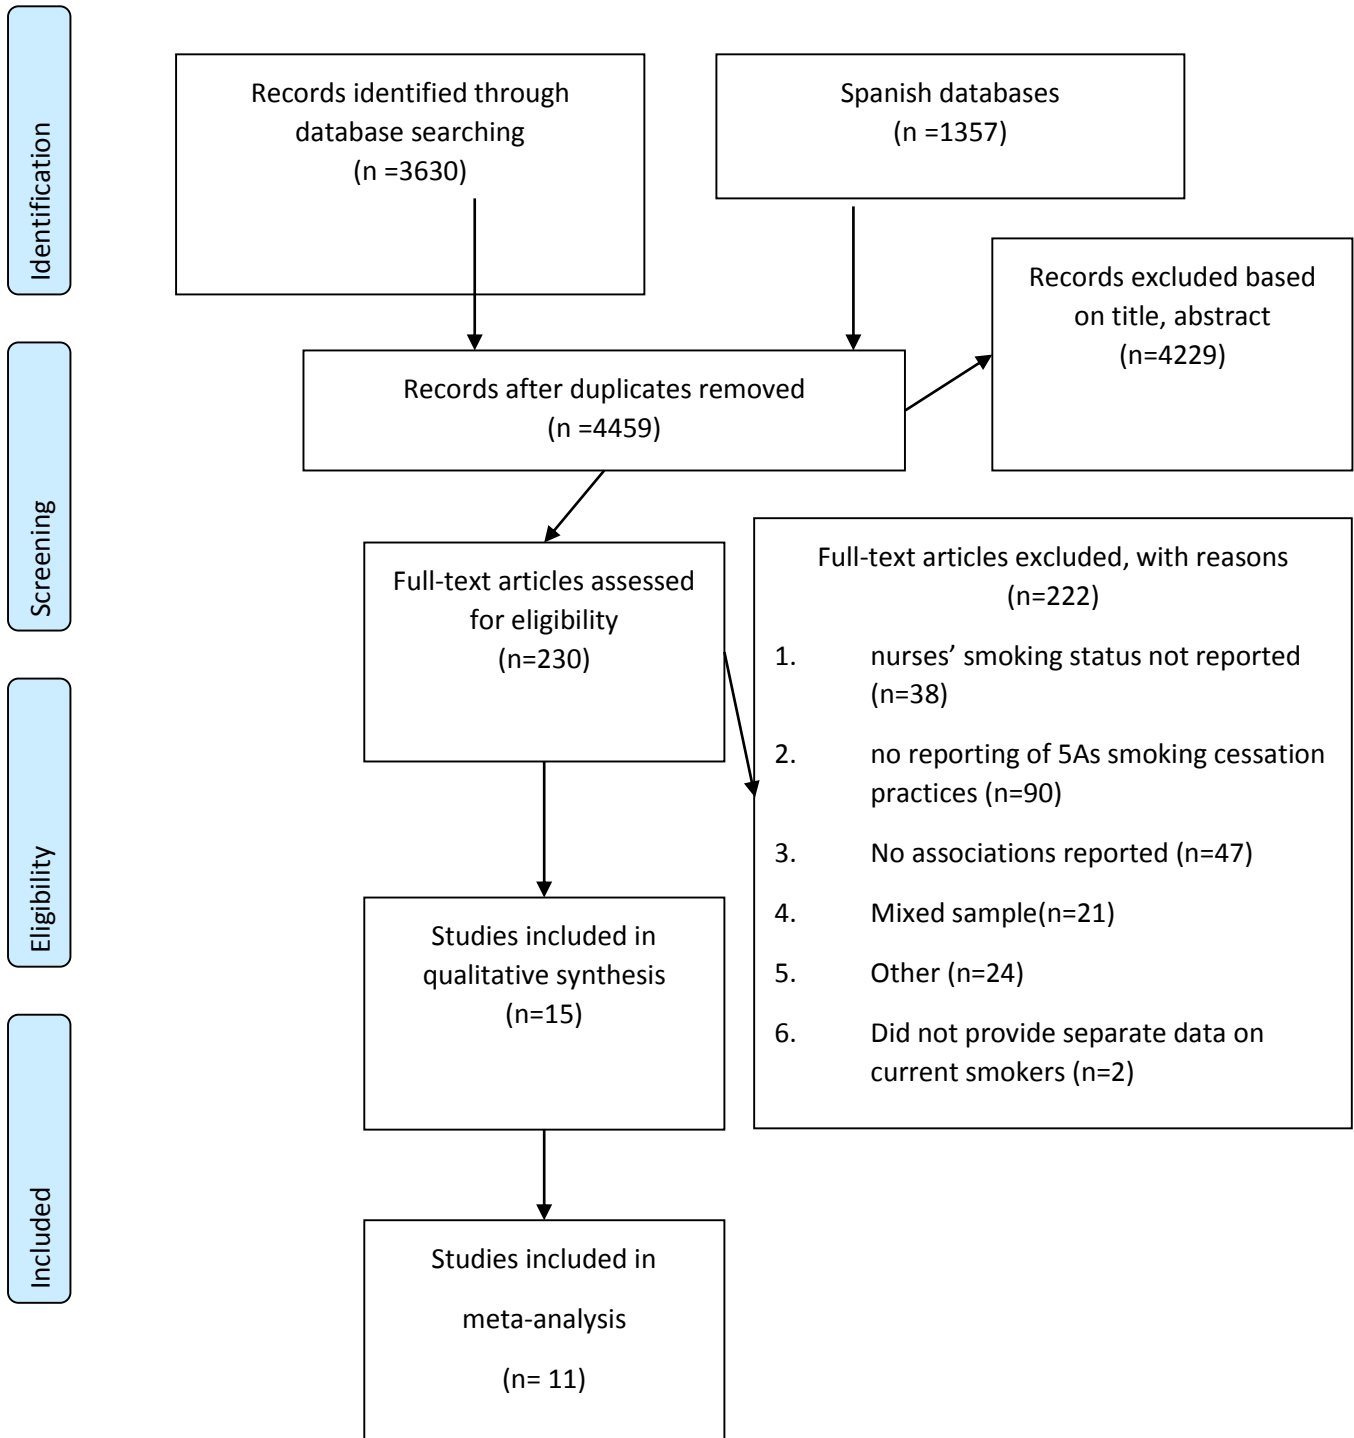 Identification
Records identified through
database searching
(n =3630)
Spanish databases
(n =1357)
Records excluded based
on title, abstract
(n=4229)
Screening
Records after duplicates removed
(n =4459)
Full-text articles assessed
for eligibility
(n=230)
Full-text articles excluded, with reasons
(n=222)
1. nurses’ smoking status not reported
(n=38)
2. no reporting of 5As smoking cessation
practices (n=90)
3. No associations reported (n=47)
4. Mixed sample(n=21)
5. Other (n=24)
6. Did not provide separate data on
current smokers (n=2)
Eligibility
Studies included in
qualitative synthesis
(n=15)
Included
Studies included in
meta-analysis
(n= 11)